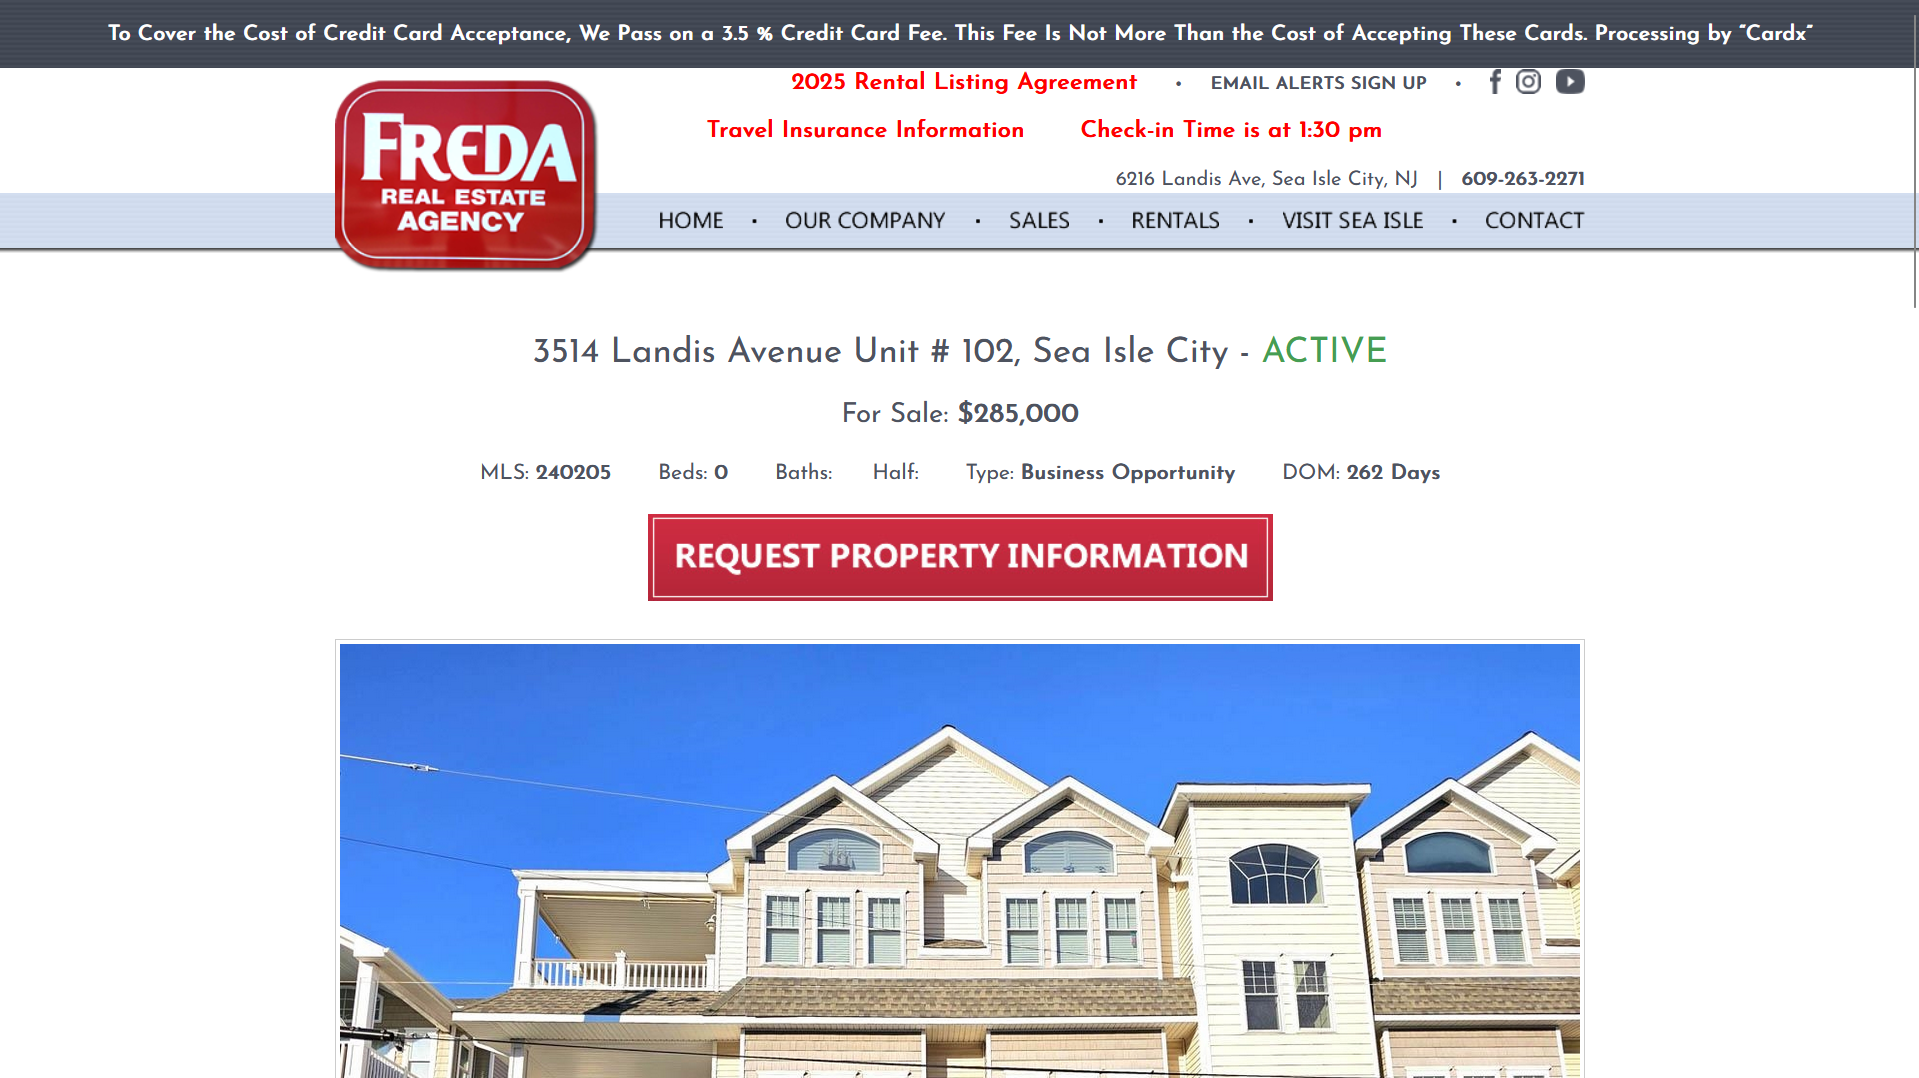 To Cover the Cost of Credit Card Acceptance, We Pass on a 3.5 % Credit Card Fee. This Fee Is Not More Than the Cost of Accepting These Cards. Processing by “Cardx”
2025 Rental Listing Agreement • EMAIL ALERTS SIGN UP •
Travel Insurance Information Check-in Time is at 1:30 pm
FREDA
REAL ESTATE
AGENCY
6216 Landis Ave, Sea Isle City, NJ | 609-263-2271
HOME • OUR COMPANY • SALES • RENTALS • VISIT SEA ISLE • CONTACT
3514 Landis Avenue Unit # 102, Sea Isle City - ACTIVE
For Sale: $285,000
MLS: 240205 Beds: 0 Baths: Half: Type: Business Opportunity DOM: 262 Days
REQUEST PROPERTY INFORMATION